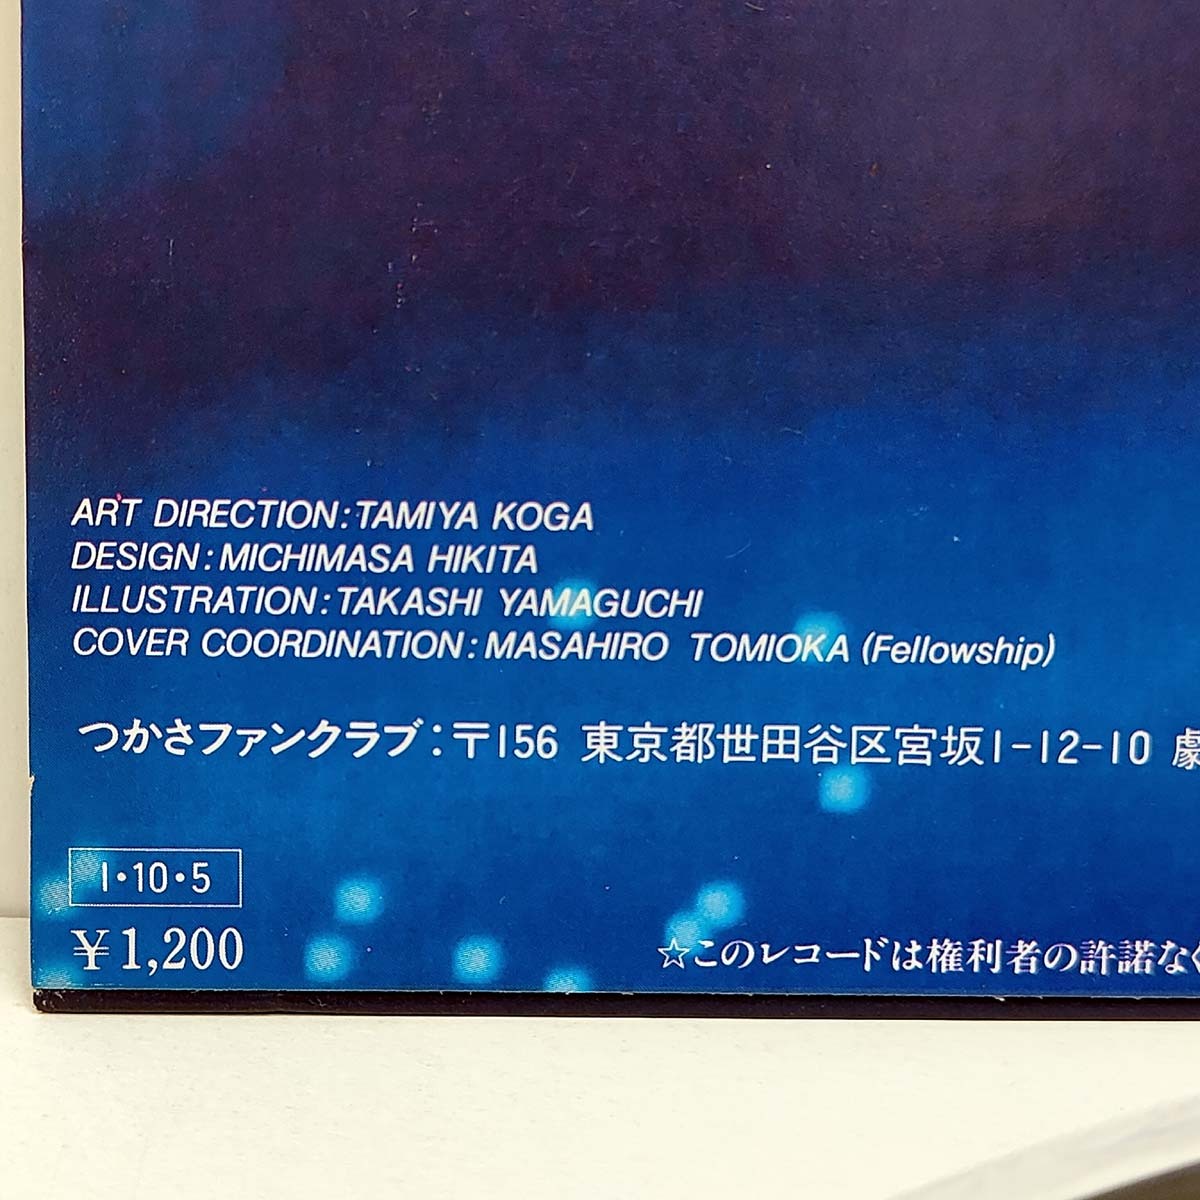 ART DIRECTION:TAMIYA KOGA
DESIGN:MICHIMASA HIKITA
ILLUSTRATION:TAKASHI YAMAGUCHI
COVER COORDINATION:MASAHIRO TOMIOKA (Fellowship)
つかさファンクラブ:〒156 東京都世田谷区宮坂1-12-10 劇
1・10・5
¥1,200
☆このレコードは権利者の許諾なく